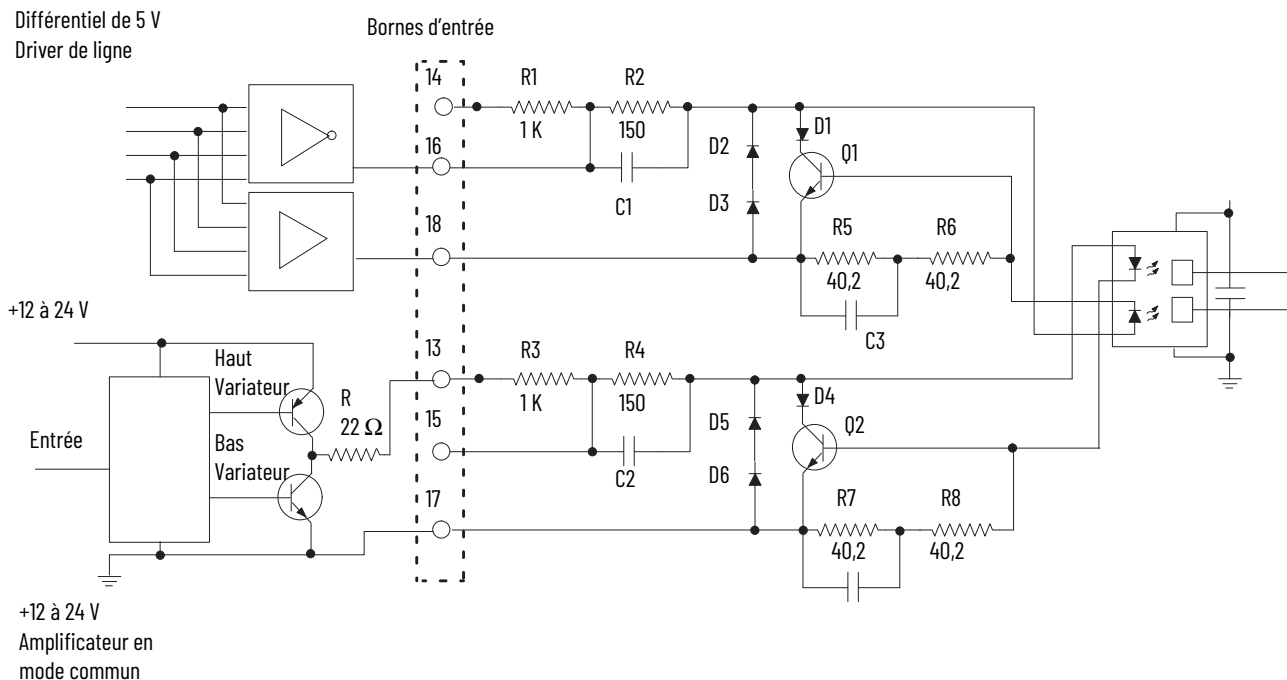 Différentiel de 5 V
Driver de ligne
Bornes d'entrée
14
R1
R2
1 K
150
D1
D2
Q1
16
C1
D3
18
R5
R6
40,2
40,2
C3
+12 à 24 V
13
R3
R4
Haut
Variateur
R
22 Ω
1 K
150
D4
15
D5
Q2
Entrée
Bas
Variateur
C2
D6
17
R7
R8
40,2
40,2
+12 à 24 V
Amplificateur en
mode commun